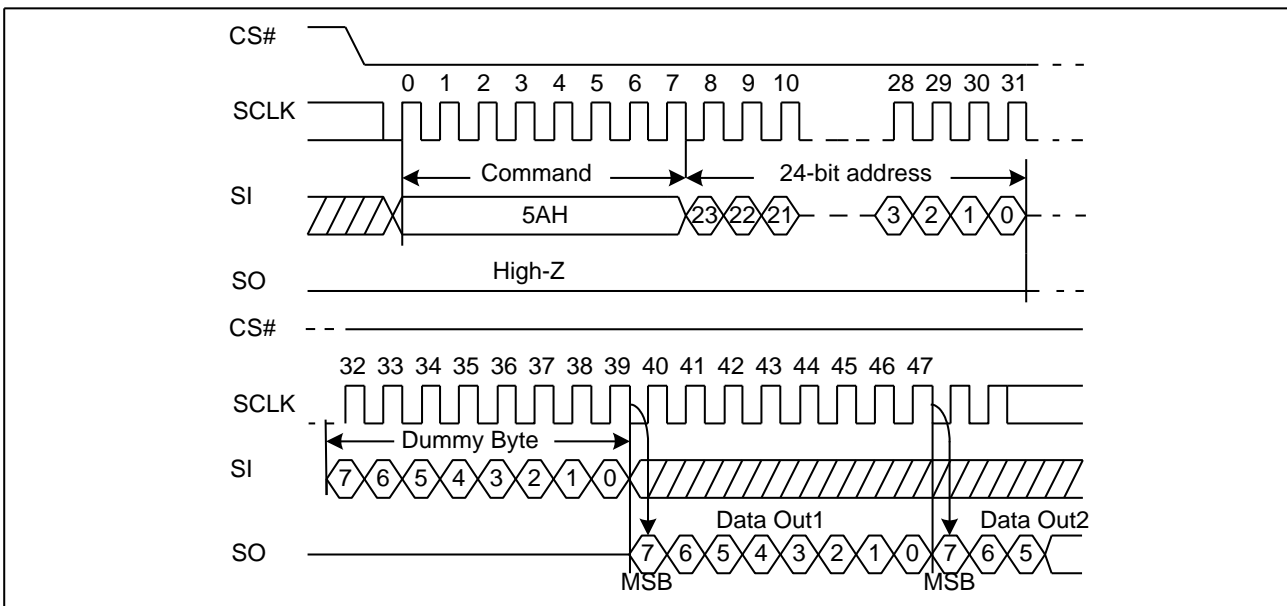 CS#
0 1 2 3 4 5 6 7 8 9 10 28 29 30 31
SCLK
Command 24-bit address
SI
5AH 23 22 21 3 2 1 0
High-Z
SO
CS#
32 33 34 35 36 37 38 39 40 41 42 43 44 45 46 47
SCLK
Dummy Byte
SI
7 6 5 4 3 2 1 0
Data Out1 Data Out2
SO
7 6 5 4 3 2 1 0 7 6 5
MSB MSB